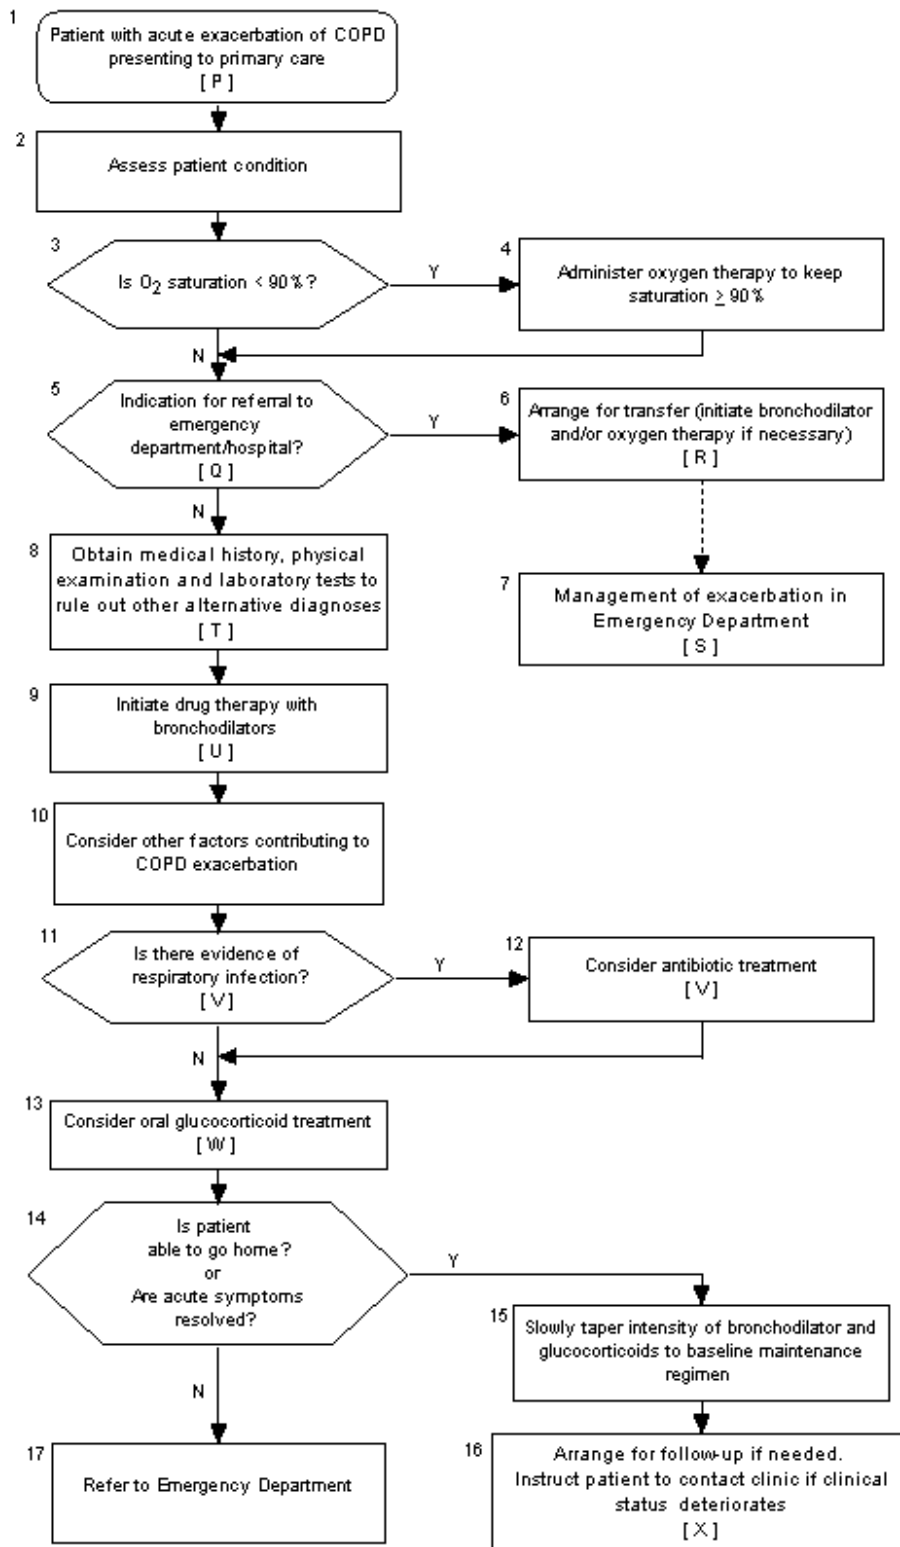 1
Patient with acute exacerbation of COPD
presenting to primary care
[ P ]
2
Assess patient condition
3
Is O2 saturation < 90%?
Y
4
Administer oxygen therapy to keep
saturation ≥ 90%
N
5
Indication for referral to
emergency
department/hospital?
[ Q ]
Y
6
Arrange for transfer (initiate bronchodilator
and/or oxygen therapy if necessary)
[ R ]
N
7
Management of exacerbation in
Emergency Department
[ S ]
8
Obtain medical history, physical
examination and laboratory tests to
rule out other alternative diagnoses
[ T ]
9
Initiate drug therapy with
bronchodilators
[ U ]
10
Consider other factors contributing to
COPD exacerbation
11
Is there evidence of
respiratory infection?
[ V ]
Y
12
Consider antibiotic treatment
[ V ]
N
13
Consider oral glucocorticoid treatment
[ W ]
14
Is patient
able to go home?
or
Are acute symptoms
resolved?
Y
15
Slowly taper intensity of bronchodilator and
glucocorticoids to baseline maintenance
regimen
N
16
Arrange for follow-up if needed.
Instruct patient to contact clinic if clinical
status deteriorates
[ X ]
17
Refer to Emergency Department